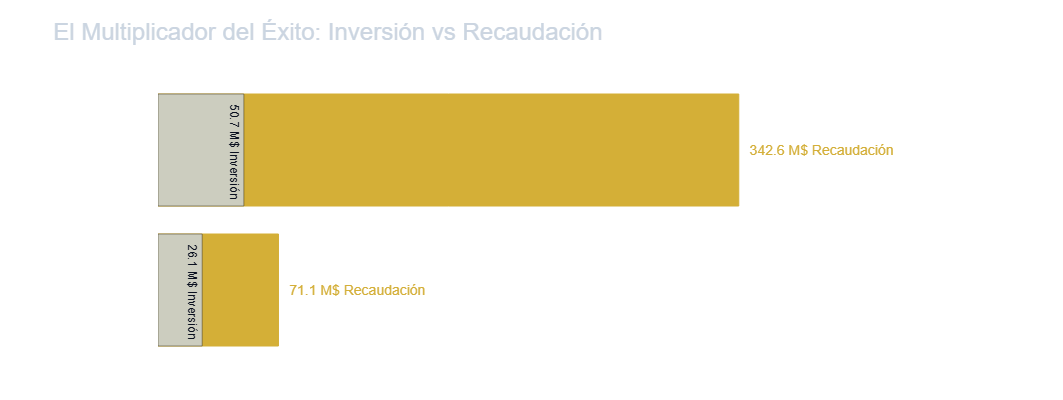 El Multiplicador del Éxito: Inversión vs Recaudación
50.7 M$ Inversión
342.6 M$ Recaudación
26.1 M$ Inversión
71.1 M$ Recaudación